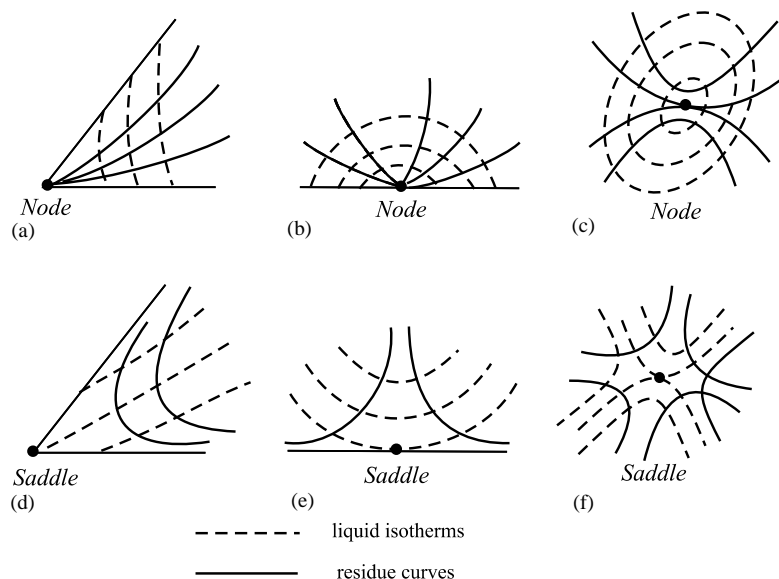 Node
(a)
Node
(b)
Node
(c)
Saddle
(d)
Saddle
(e)
Saddle
(f)
liquid isotherms
residue curves